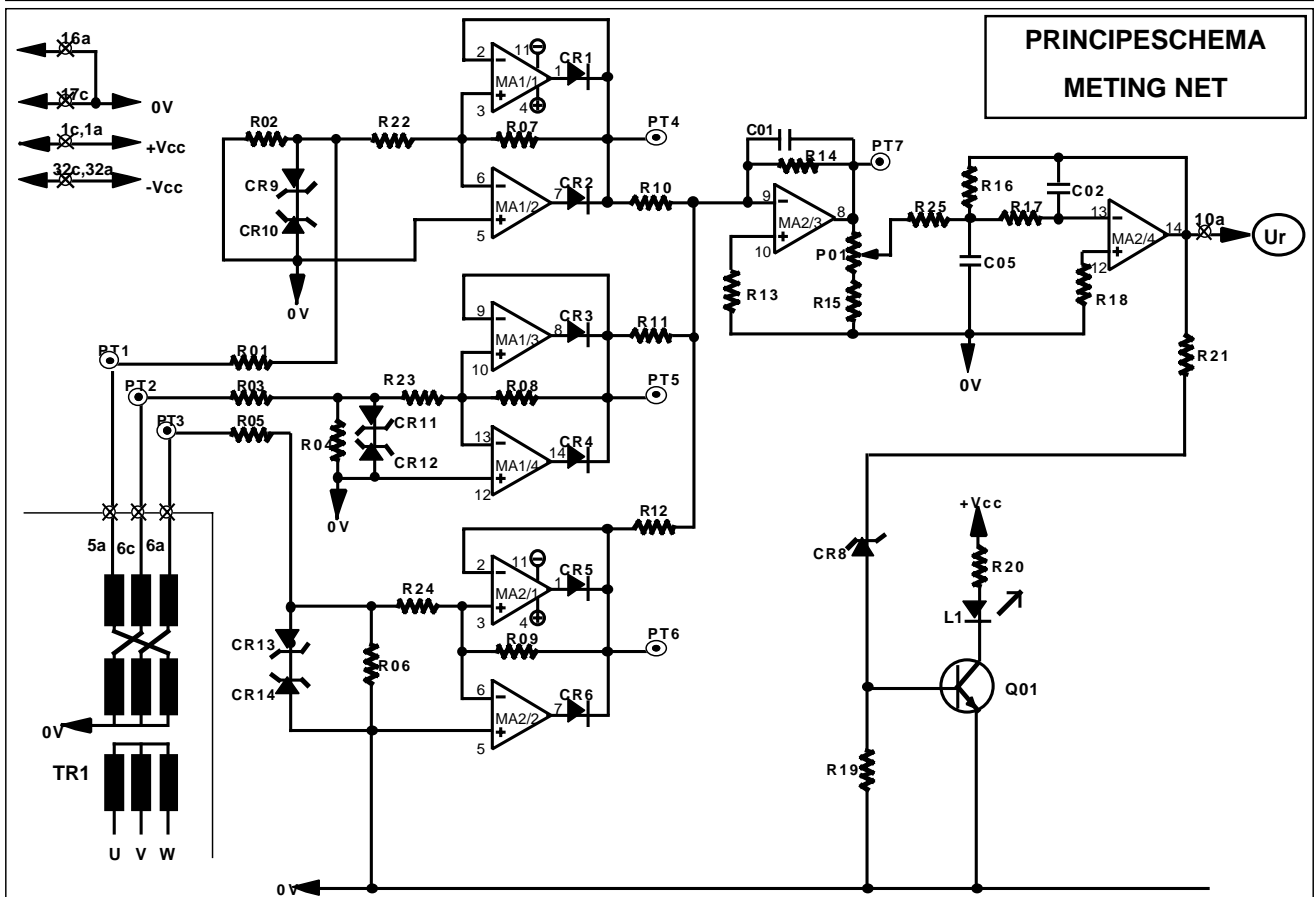 PRINCIPESCHEMA
METING NET
16a
17c
0V
1c,1a
+Vcc
32c,32a
-Vcc
R02
R22
CR9
CR10
0V
2
11
MA1/1
1
CR1
3
4
R07
PT4
6
MA1/2
7
CR2
5
R10
C01
R14
PT7
9
MA2/3
8
10
P01
R13
R15
R25
R16
R17
C02
C05
13
MA2/4
14
12
R18
10a
Ur
0V
R21
PT1
R01
PT2
R03
PT3
R05
R04
CR11
CR12
0V
R23
9
MA1/3
8
CR3
10
R11
R08
PT5
13
MA1/4
14
CR4
12
R12
5a
6c
6a
0V
TR1
U V W
CR13
CR14
R06
R24
2
11
MA2/1
1
CR5
3
4
R09
PT6
6
MA2/2
7
CR6
5
+Vcc
CR8
R20
L1
Q01
R19
0V